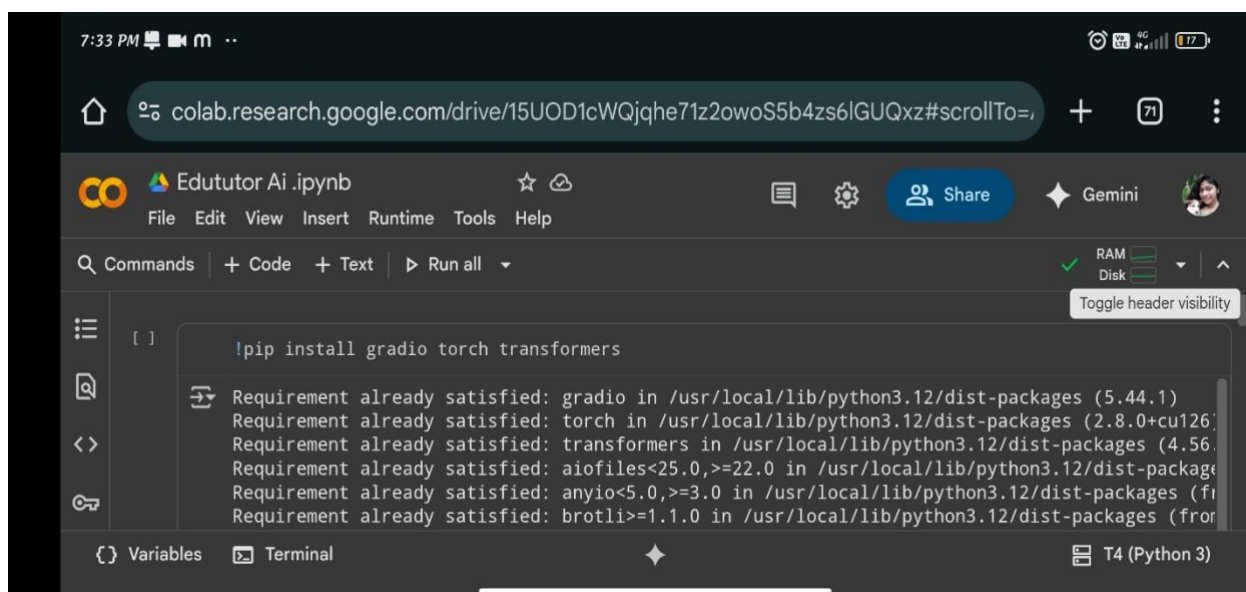 7:33 PM
Vo LTE 4G 17
colab.research.google.com/drive/15UOD1cWQjqhe71z2owoS5b4zs6lGUQxz#scrollTo=
71
Edututor Ai .ipynb
File Edit View Insert Runtime Tools Help
Share
Gemini
Commands + Code + Text Run all
RAM
Disk
Toggle header visibility
[ ]
!pip install gradio torch transformers
Requirement already satisfied: gradio in /usr/local/lib/python3.12/dist-packages (5.44.1)
Requirement already satisfied: torch in /usr/local/lib/python3.12/dist-packages (2.8.0+cu126
Requirement already satisfied: transformers in /usr/local/lib/python3.12/dist-packages (4.56.
Requirement already satisfied: aiofiles<25.0,>=22.0 in /usr/local/lib/python3.12/dist-package
Requirement already satisfied: anyio<5.0,>=3.0 in /usr/local/lib/python3.12/dist-packages (fr
Requirement already satisfied: brotli>=1.1.0 in /usr/local/lib/python3.12/dist-packages (from
{} Variables Terminal
T4 (Python 3)